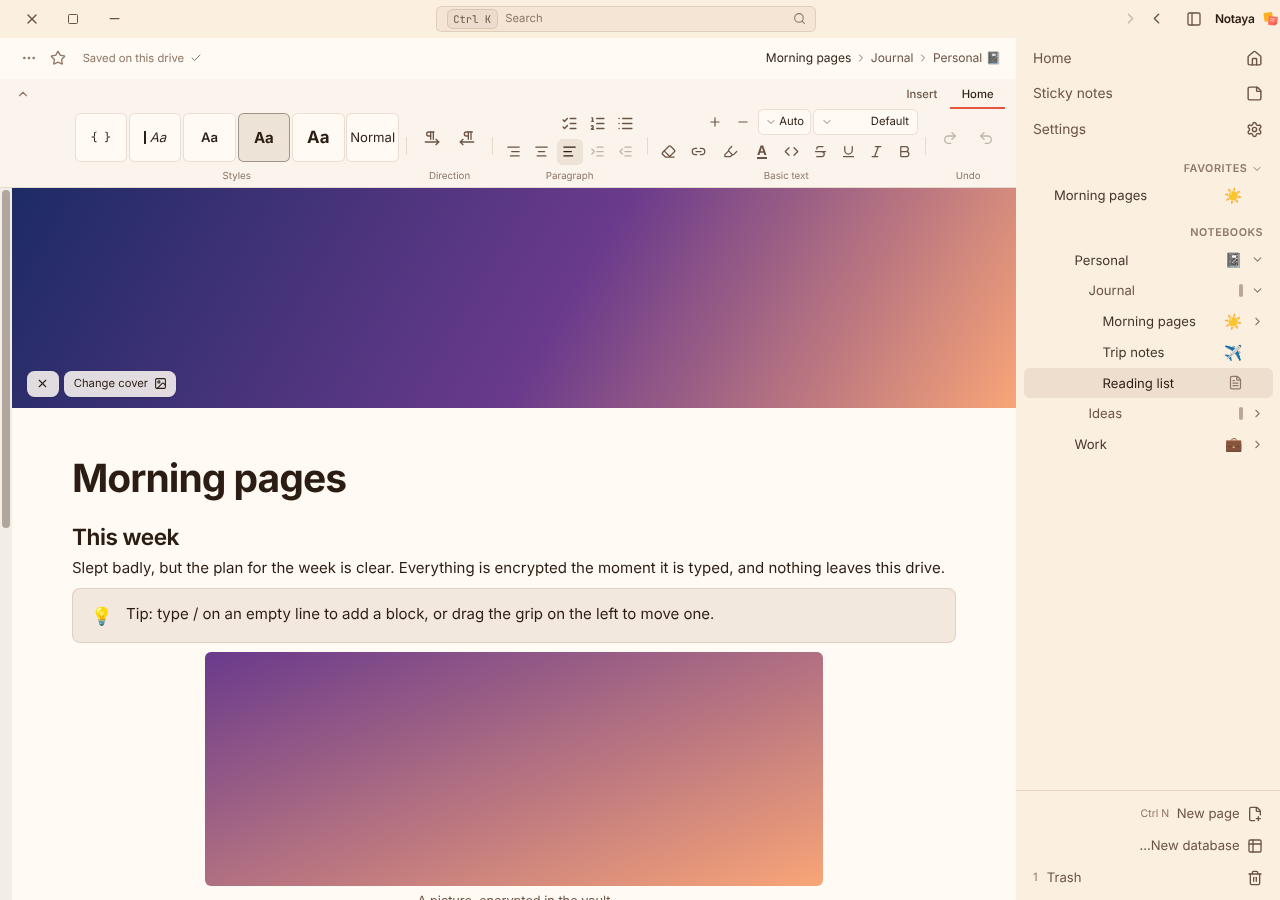 Ctrl K Search
Notaya
Saved on this drive
Morning pages
Journal
Personal
Insert
Home
{ }
Aa
Aa
Aa
Aa
Normal
Auto
Default
A
B
Styles
Direction
Paragraph
Basic text
Undo
Change cover
Morning pages
This week
Slept badly, but the plan for the week is clear. Everything is encrypted the moment it is typed, and nothing leaves this drive.
Tip: type / on an empty line to add a block, or drag the grip on the left to move one.
A picture, encrypted in the vault
Home
Sticky notes
Settings
FAVORITES
Morning pages
NOTEBOOKS
Personal
Journal
Morning pages
Trip notes
Reading list
Ideas
Work
Ctrl N New page
...New database
1 Trash